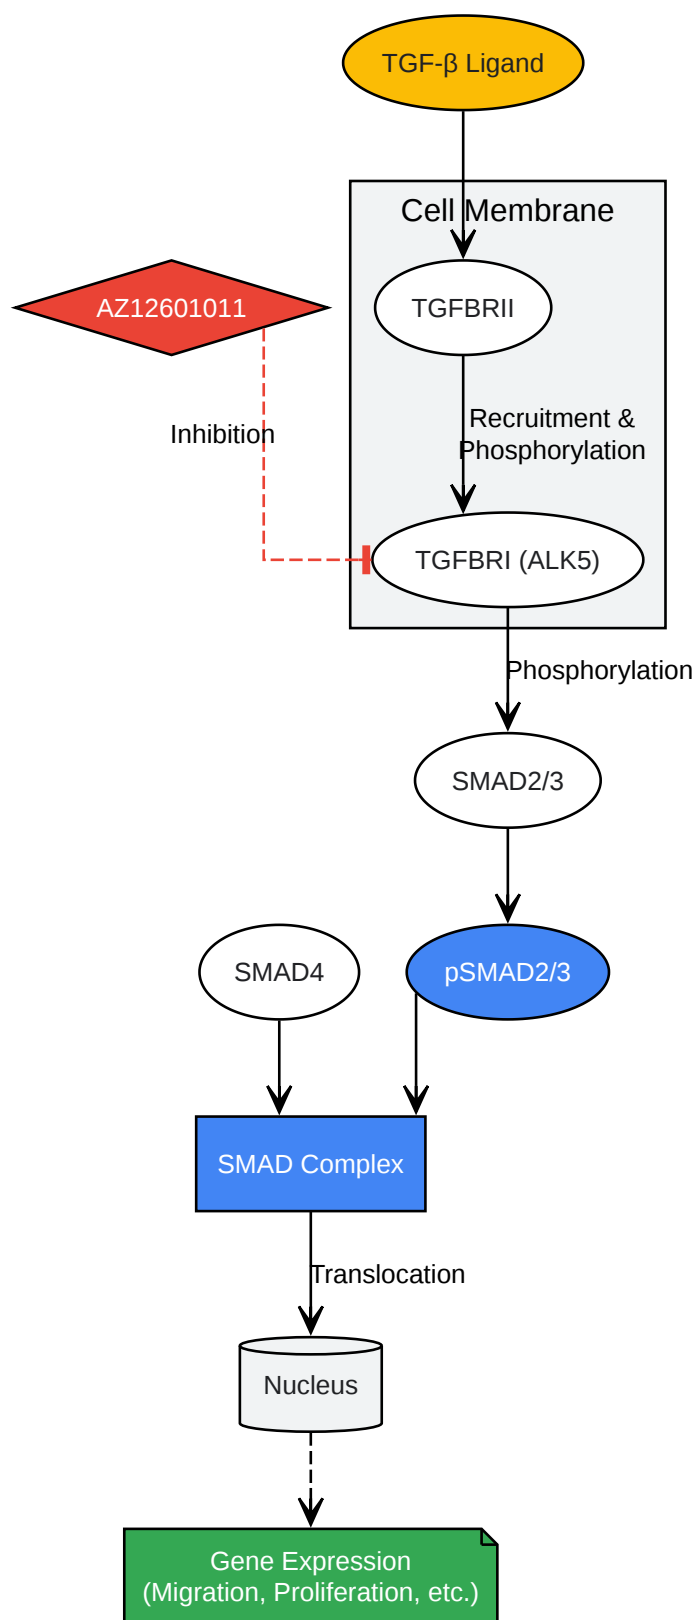 TGF-β Ligand
Cell Membrane
AZ12601011
TGFBRII
Inhibition
Recruitment &
Phosphorylation
TGFBRI (ALK5)
Phosphorylation
SMAD2/3
SMAD4
pSMAD2/3
SMAD Complex
Translocation
Nucleus
Gene Expression
(Migration, Proliferation, etc.)